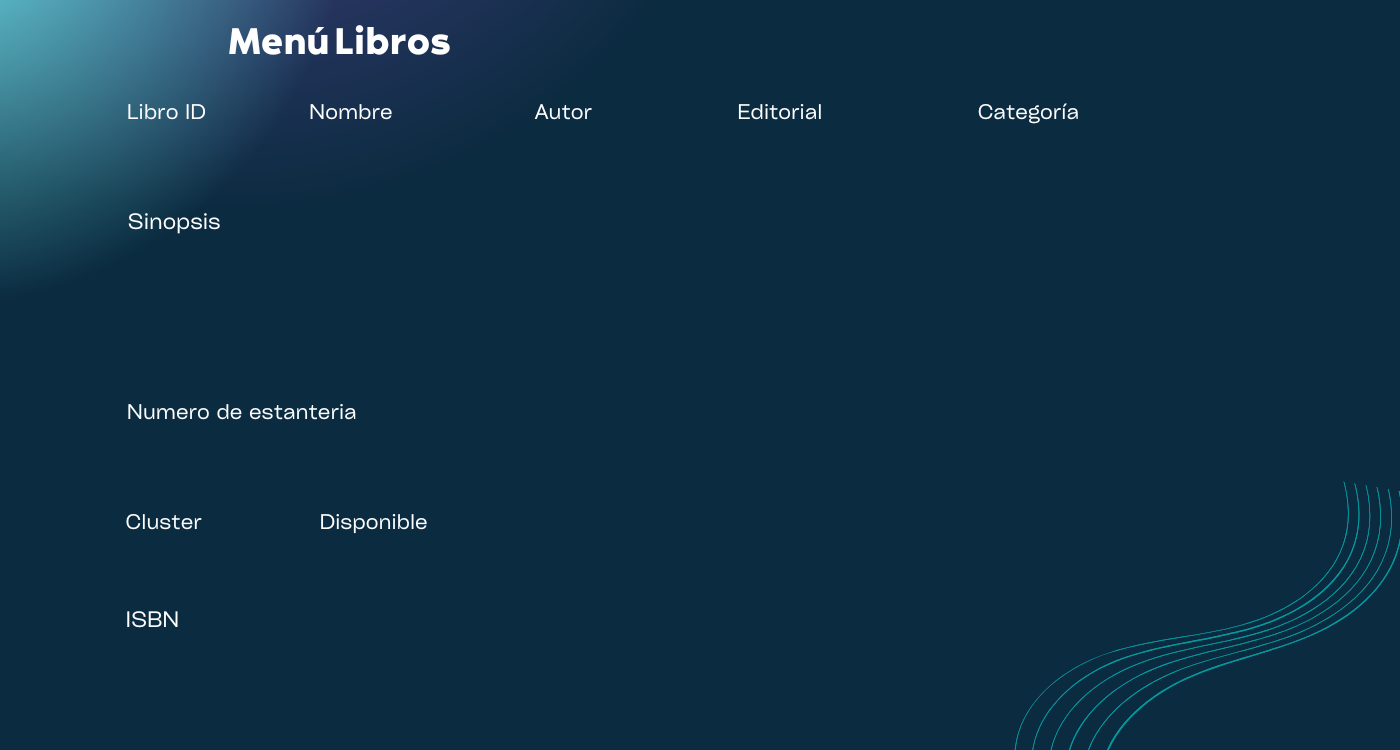 Menú Libros
Libro ID Nombre Autor Editorial Categoría
Sinopsis
Numero de estanteria
Cluster Disponible
ISBN